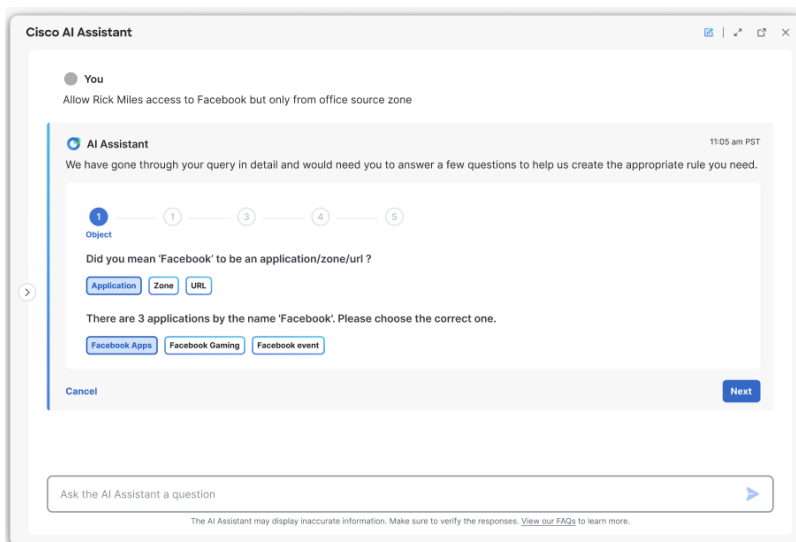 Cisco AI Assistant
You
Allow Rick Miles access to Facebook but only from office source zone
AI Assistant
11:05 am PST
We have gone through your query in detail and would need you to answer a few questions to help us create the appropriate rule you need.
1 1 3 4 5
Object
Did you mean 'Facebook' to be an application/zone/url ?
Application Zone URL
There are 3 applications by the name 'Facebook'. Please choose the correct one.
Facebook Apps Facebook Gaming Facebook event
Cancel Next
Ask the AI Assistant a question
The AI Assistant may display inaccurate information. Make sure to verify the responses. View our FAQs to learn more.